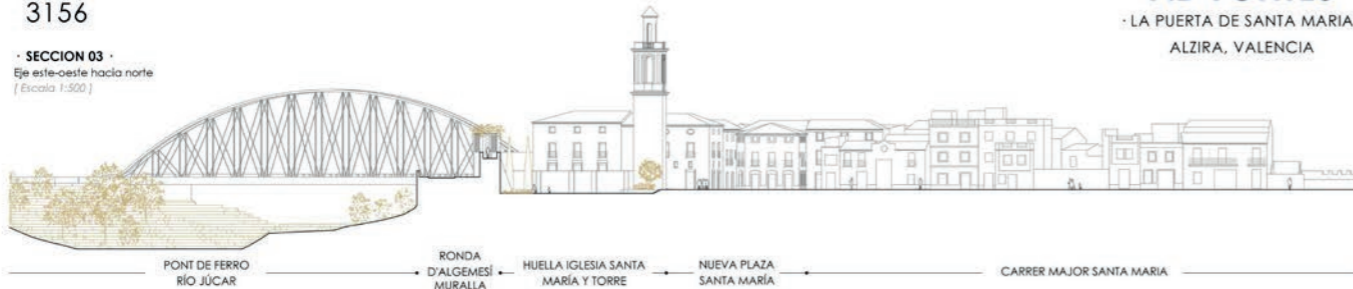 3156
· SECCION 03 ·
Eje este-oeste hacia norte
[ Escala 1:500 ]
· LA PUERTA DE SANTA MARIA
ALZIRA, VALENCIA
PONT DE FERRO
RÍO JÚCAR
RONDA
D'ALGEMESÍ
MURALLA
HUELLA IGLESIA SANTA
MARÍA Y TORRE
NUEVA PLAZA
SANTA MARÍA
CARRER MAJOR SANTA MARIA